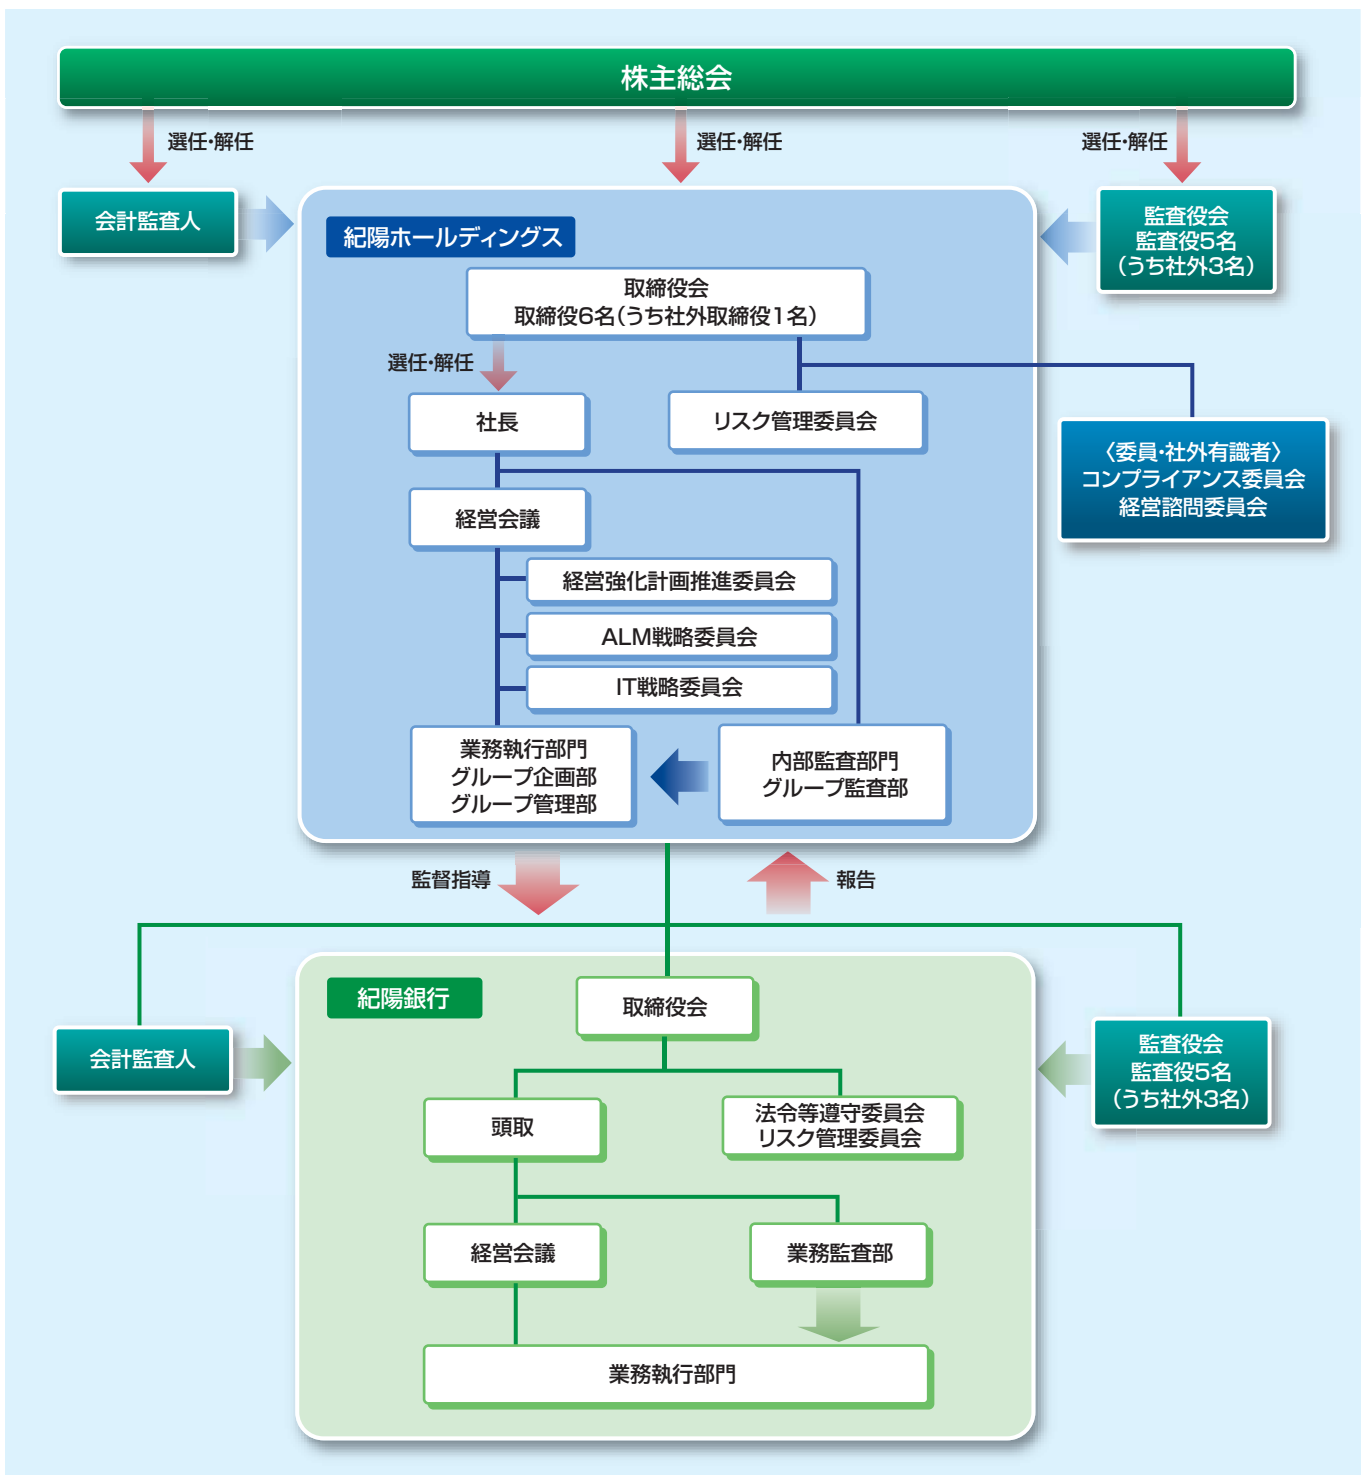 株主総会
選任・解任
選任・解任
選任・解任
会計監査人
監査役会
監査役5名
（うち社外3名）
紀陽ホールディングス
取締役会
取締役6名（うち社外取締役1名）
選任・解任
社長
リスク管理委員会
〈委員・社外有識者〉
コンプライアンス委員会
経営諮問委員会
経営会議
経営強化計画推進委員会
ALM戦略委員会
IT戦略委員会
業務執行部門
グループ企画部
グループ管理部
内部監査部門
グループ監査部
監督指導
報告
紀陽銀行
取締役会
会計監査人
監査役会
監査役5名
（うち社外3名）
頭取
法令等遵守委員会
リスク管理委員会
経営会議
業務監査部
業務執行部門